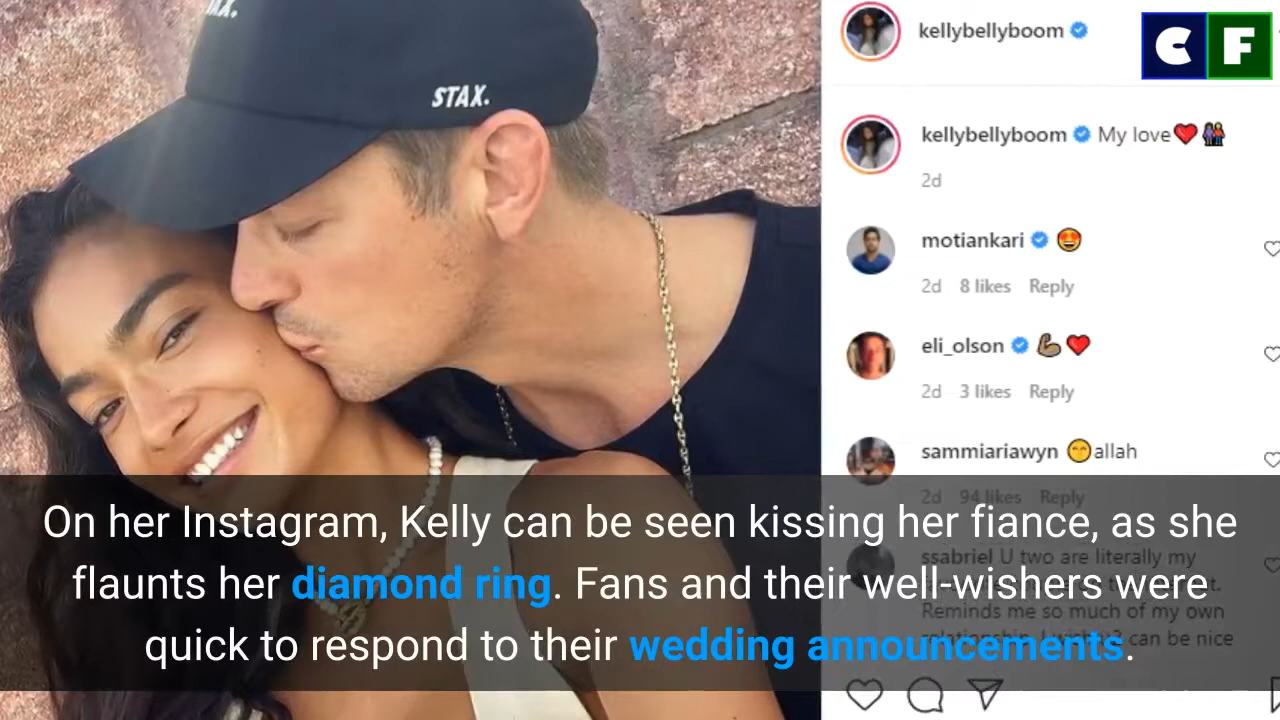 AX.
STAX.
kellybellyboom
C F
kellybellyboom My love
2d
motiankari
2d 8 likes Reply
eli_olson
2d 3 likes Reply
sammiariawyn allah
2d 94 likes Reply
ssabriel U two are literally my
Reminds me so much of my own
can be nice
On her Instagram, Kelly can be seen kissing her fiance, as she
flaunts her diamond ring. Fans and their well-wishers were
quick to respond to their wedding announcements.